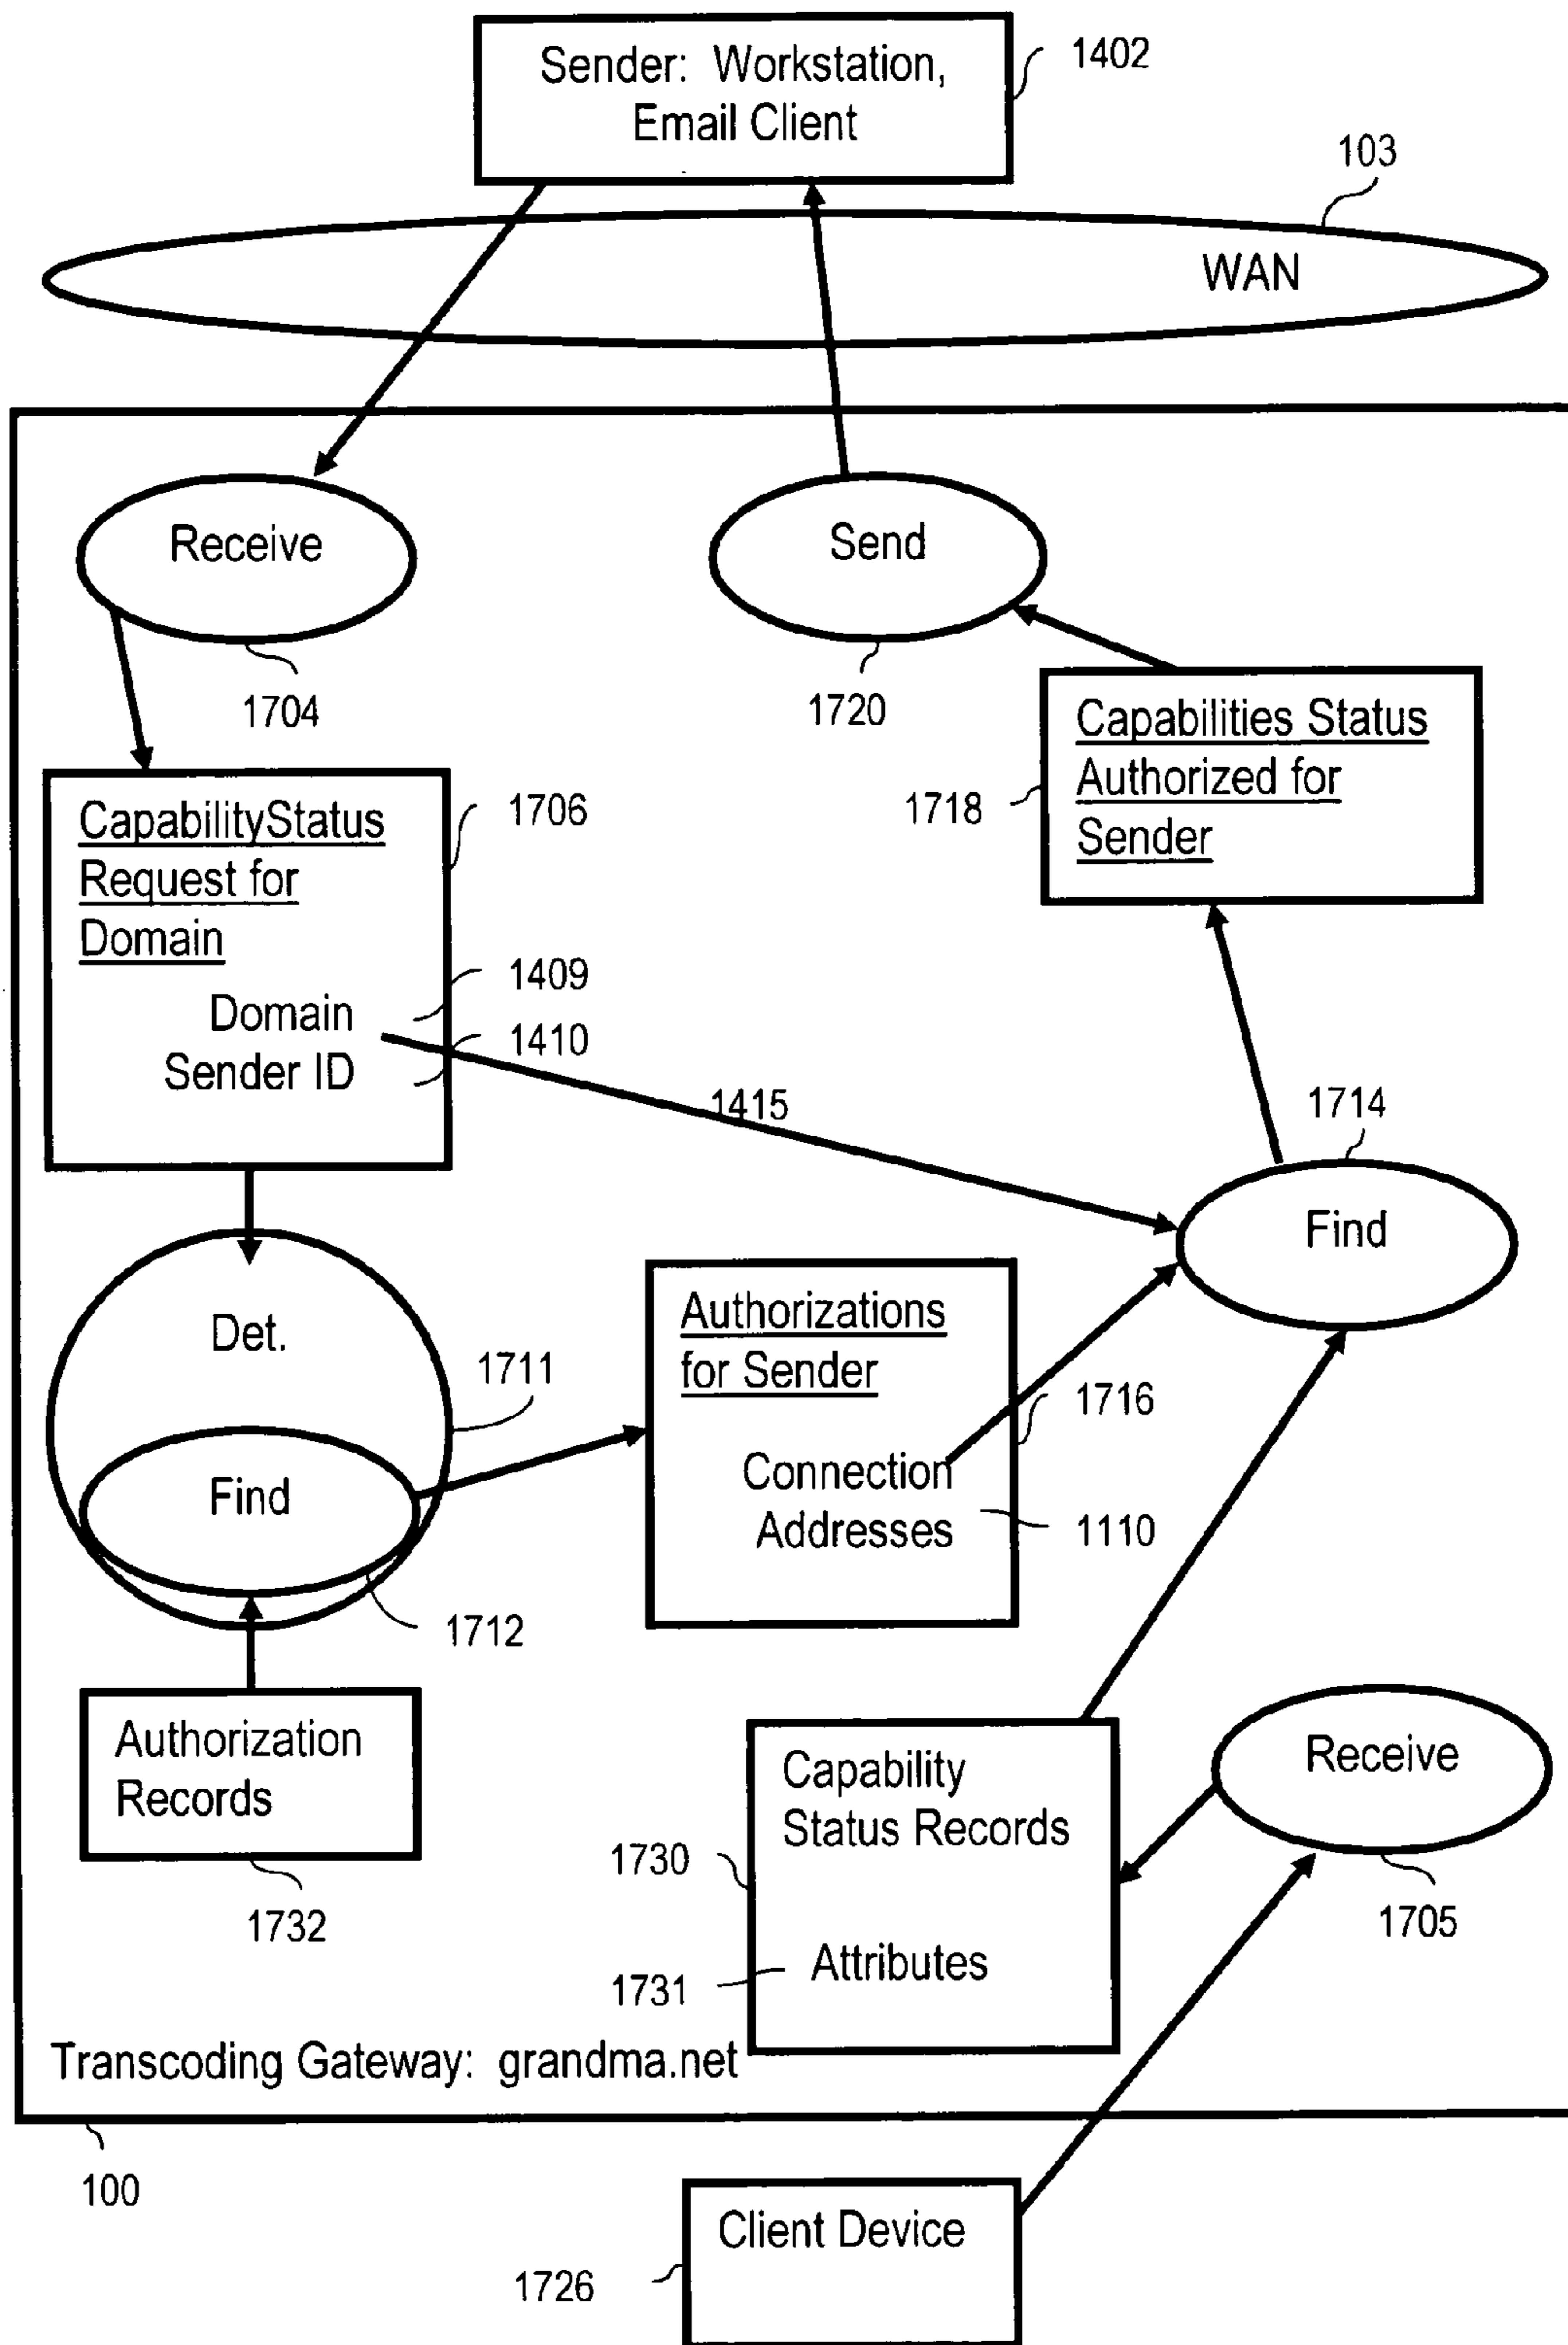 Sender: Workstation,
Email Client
1402
103
WAN
Receive
1704
Send
1720
CapabilityStatus
Request for
Domain
1706
Domain
1409
Sender ID
1410
1415
Capabilities Status
Authorized for
Sender
1718
1714
Find
Det.
1711
Find
1712
Authorizations
for Sender
1716
Connection
Addresses
1110
Authorization
Records
1732
Capability
Status Records
1730
Attributes
1731
Receive
1705
Transcoding Gateway: grandma.net
100
Client Device
1726